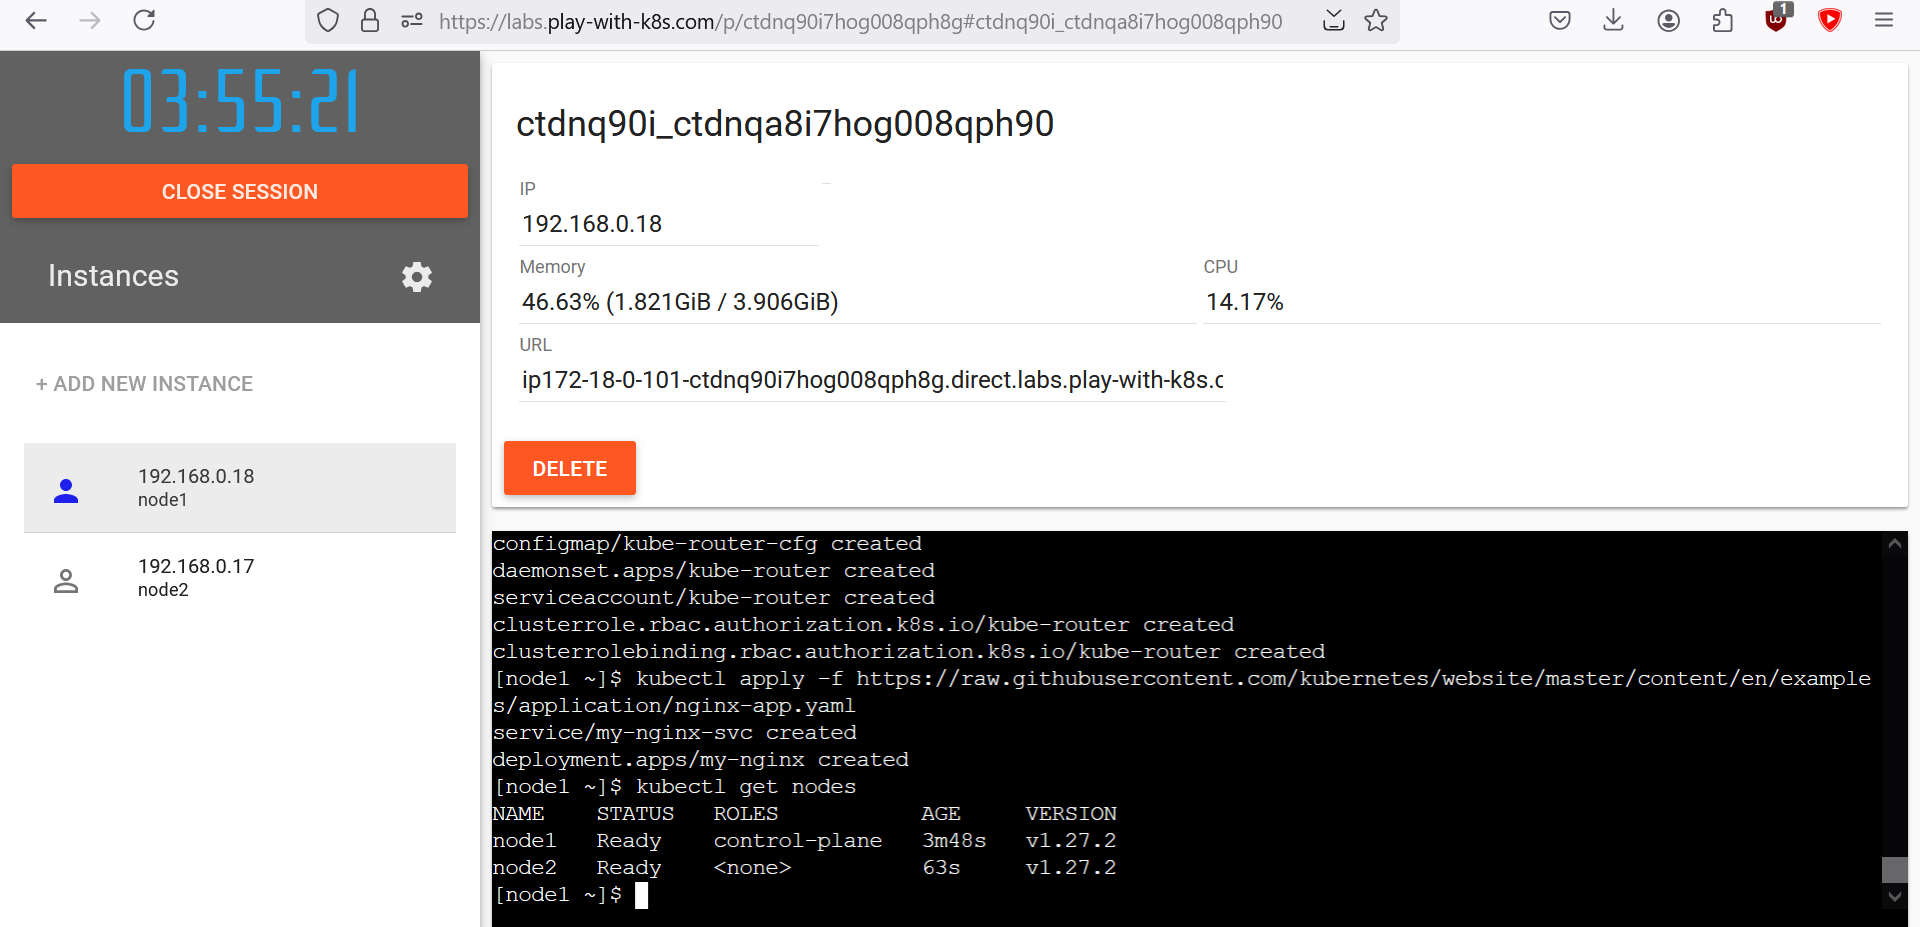 https://labs.play-with-k8s.com/p/ctdnq90i7hog008qph8g#ctdnq90i_ctdnqa8i7hog008qph90
1
03:55:21
CLOSE SESSION
Instances
+ ADD NEW INSTANCE
192.168.0.18
node1
192.168.0.17
node2
ctdnq90i_ctdnqa8i7hog008qph90
IP
192.168.0.18
Memory
CPU
46.63% (1.821GiB / 3.906GiB)
14.17%
URL
ip172-18-0-101-ctdnq90i7hog008qph8g.direct.labs.play-with-k8s.c
DELETE
configmap/kube-router-cfg created
daemonset.apps/kube-router created
serviceaccount/kube-router created
clusterrole.rbac.authorization.k8s.io/kube-router created
clusterrolebinding.rbac.authorization.k8s.io/kube-router created
[node1 ~]$ kubectl apply -f https://raw.githubusercontent.com/kubernetes/website/master/content/en/example
s/application/nginx-app.yaml
service/my-nginx-svc created
deployment.apps/my-nginx created
[node1 ~]$ kubectl get nodes
NAME STATUS ROLES AGE VERSION
node1 Ready control-plane 3m48s v1.27.2
node2 Ready <none> 63s v1.27.2
[node1 ~]$